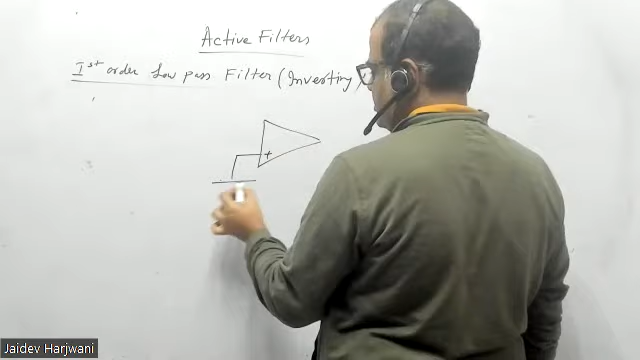 Active Filters
Ist order Low pass Filter (Inverting)
+
Jaidev Harjwani